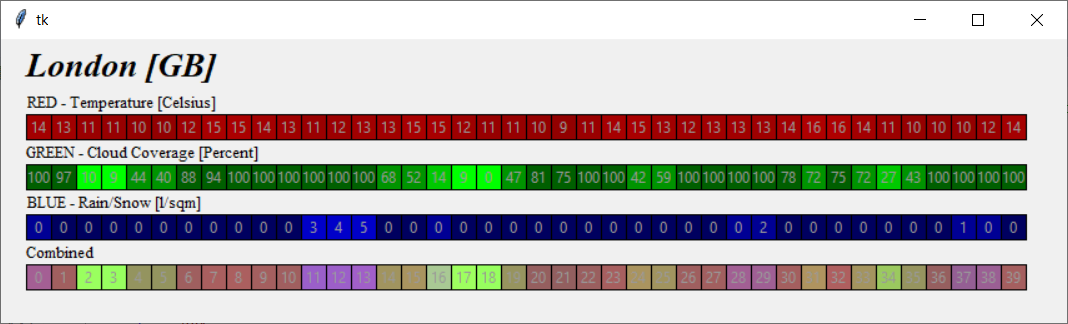 tk
London [GB]
RED - Temperature [Celsius]
14 13 11 11 10 10 12 15 15 14 13 11 12 13 13 15 15 12 11 11 10 9 11 14 15 13 12 13 13 13 14 16 16 14 11 10 10 10 12 14
GREEN - Cloud Coverage [Percent]
100 97 10 9 44 40 88 94 100 100 100 100 100 100 68 52 14 9 0 47 81 75 100 100 42 59 100 100 100 100 78 72 75 72 27 43 100 100 100 100
BLUE - Rain/Snow [l/sqm]
0 0 0 0 0 0 0 0 0 0 0 3 4 5 0 0 0 0 0 0 0 0 0 0 0 0 0 0 0 2 0 0 0 0 0 0 0 1 0 0
Combined
0 1 2 3 4 5 6 7 8 9 10 11 12 13 14 15 16 17 18 19 20 21 22 23 24 25 26 27 28 29 30 31 32 33 34 35 36 37 38 39